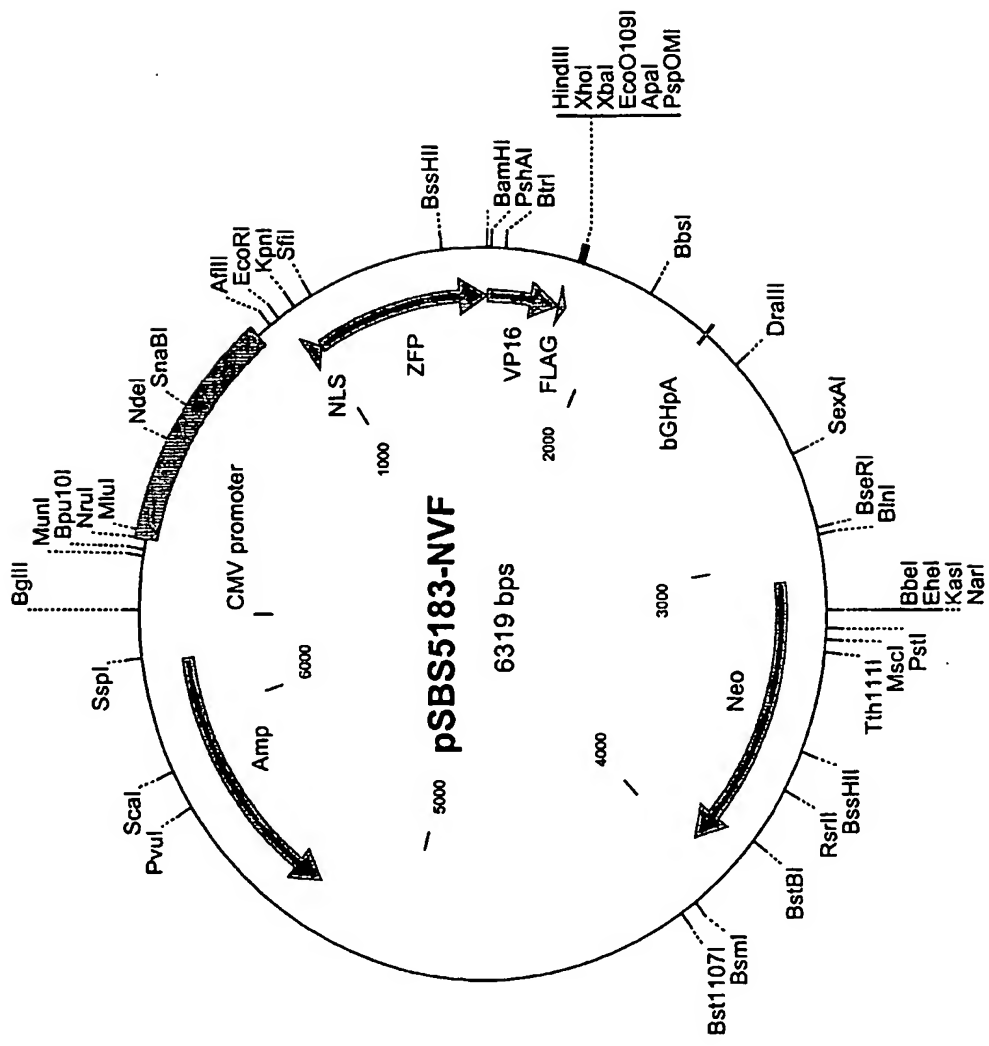 pSBS5183-NVF
6319 bps
BglII
MunI
Bpu10I
NruI
MluI
NdeI
SnaBI
AflII
EcoRI
KpnI
SfiI
BssHII
BamHI
PshAI
BtrI
HindIII
XhoI
XbaI
EcoO109I
ApaI
PspOMI
BbsI
DraIII
SexAI
BseRI
BlnI
BbeI
EheI
KasI
NarI
PstI
MscI
Tth111I
BssHII
RsrII
BstBI
BsmI
Bst1107I
PvuI
ScaI
SspI
CMV promoter
NLS
ZFP
VP16
FLAG
bGHpA
Neo
Amp
1000
2000
3000
4000
5000
6000